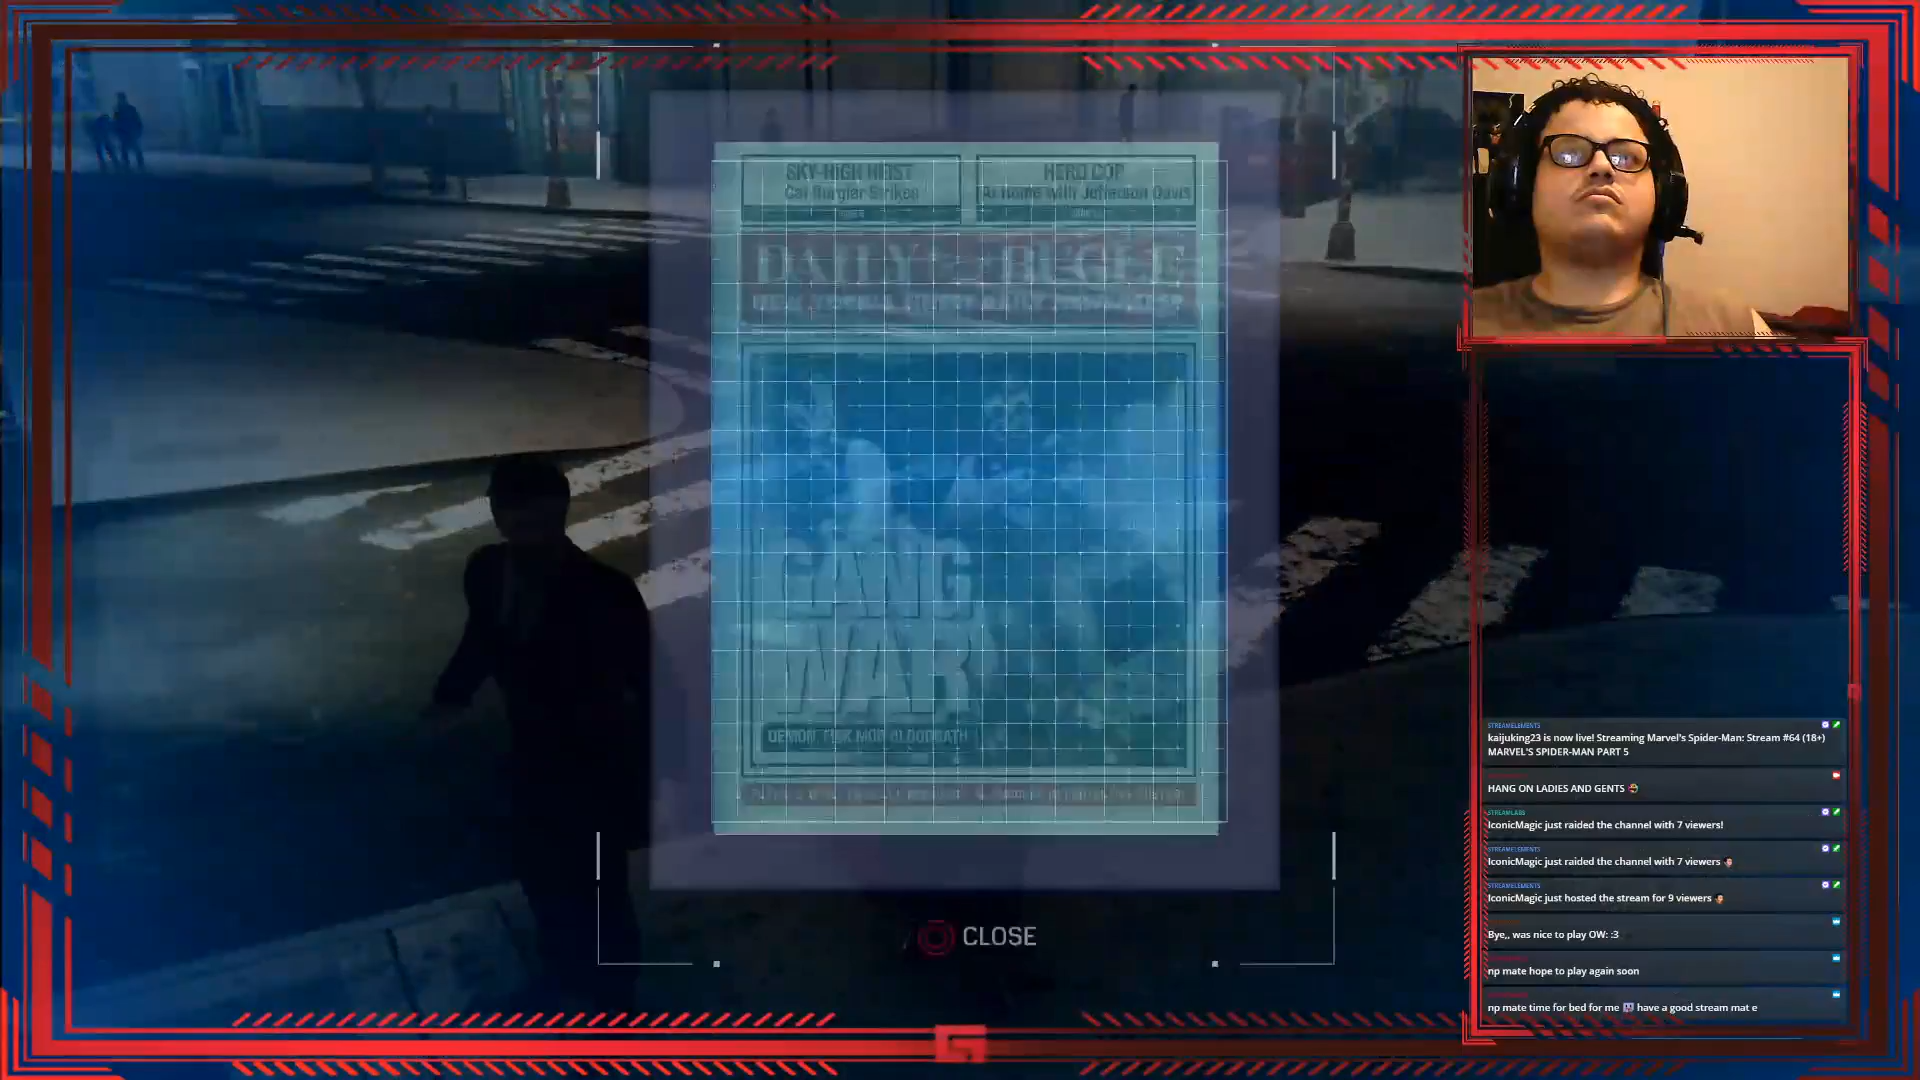 SKY-HIGH HEIST
Cat Burglar Strikes
HERO COP
At Home with Jefferson Davis
DAILY BUGLE
GANG
WAR
DEMON, FISK MOB BLOODBATH
CLOSE
STREAMELEMENTS
kaijuking23 is now live! Streaming Marvel's Spider-Man: Stream #64 (18+)
MARVEL'S SPIDER-MAN PART 5
HANG ON LADIES AND GENTS
STREAMLABS
IconicMagic just raided the channel with 7 viewers!
STREAMELEMENTS
IconicMagic just raided the channel with 7 viewers
STREAMELEMENTS
IconicMagic just hosted the stream for 9 viewers
Bye,, was nice to play OW: :3
np mate hope to play again soon
np mate time for bed for me have a good stream mat e